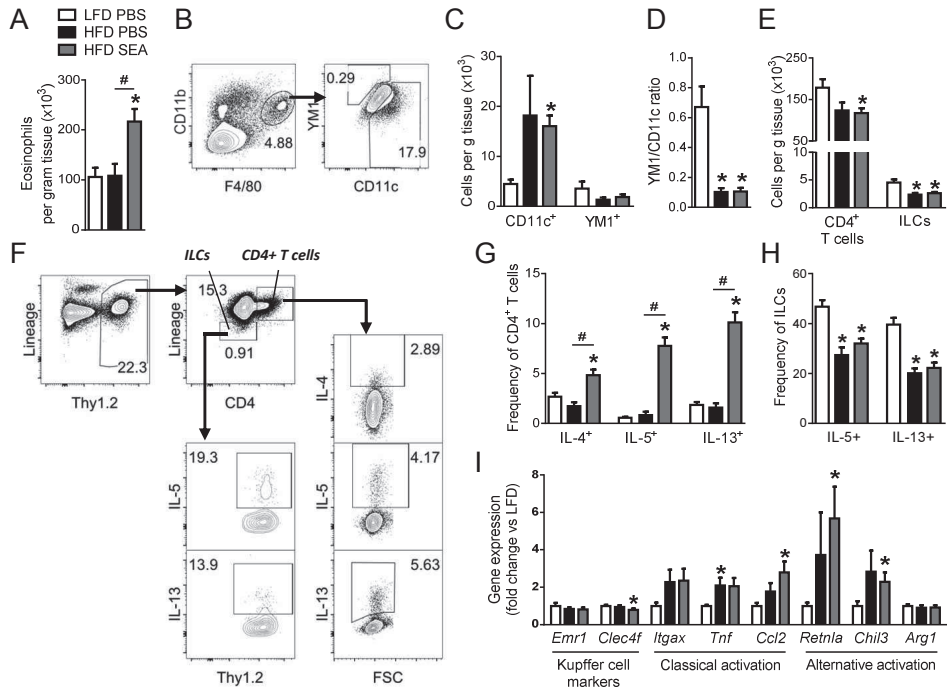 A
LFD PBS
HFD PBS
HFD SEA
Eosinophils
per gram tissue (x10³)
300
200
100
0
#
*
B
CD11b
F4/80
4.88
YM1
CD11c
0.29
17.9
C
Cells per g tissue (x10³)
30
20
10
0
*
CD11c⁺
YM1⁺
D
YM1/CD11c ratio
1.0
0.8
0.6
0.4
0.2
0.0
* *
E
Cells per g tissue (x10³)
250
150
50
10
5
0
*
* *
CD4⁺
T cells
ILCs
F
ILCs
CD4+ T cells
Lineage
Thy1.2
22.3
Lineage
CD4
15.3
0.91
IL-4
2.89
IL-5
19.3
IL-5
4.17
IL-13
13.9
Thy1.2
IL-13
5.63
FSC
G
Frequency of CD4⁺ T cells
15
10
5
0
# # #
* * *
IL-4⁺
IL-5⁺
IL-13⁺
H
Frequency of ILCs
60
40
20
0
* * * *
IL-5+
IL-13+
I
Gene expression
(fold change vs LFD)
8
6
4
2
0
* * * * *
Emr1
Clec4f
Itgax
Tnf
Ccl2
Retnla
Chil3
Arg1
Kupffer cell
markers
Classical activation
Alternative activation